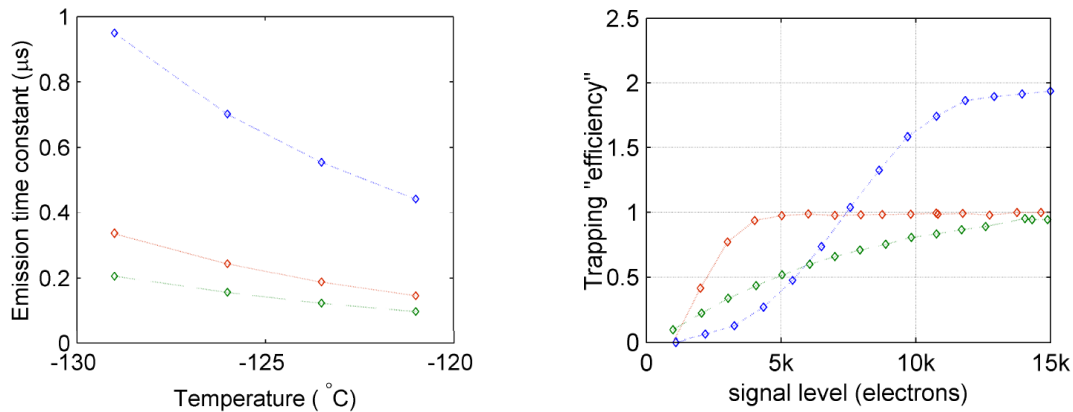 Emission time constant (μs)
1
0.8
0.6
0.4
0.2
0
-130
-125
-120
Temperature ( °C)
Trapping "efficiency"
2.5
2
1.5
1
0.5
0
0
5k
10k
15k
signal level (electrons)